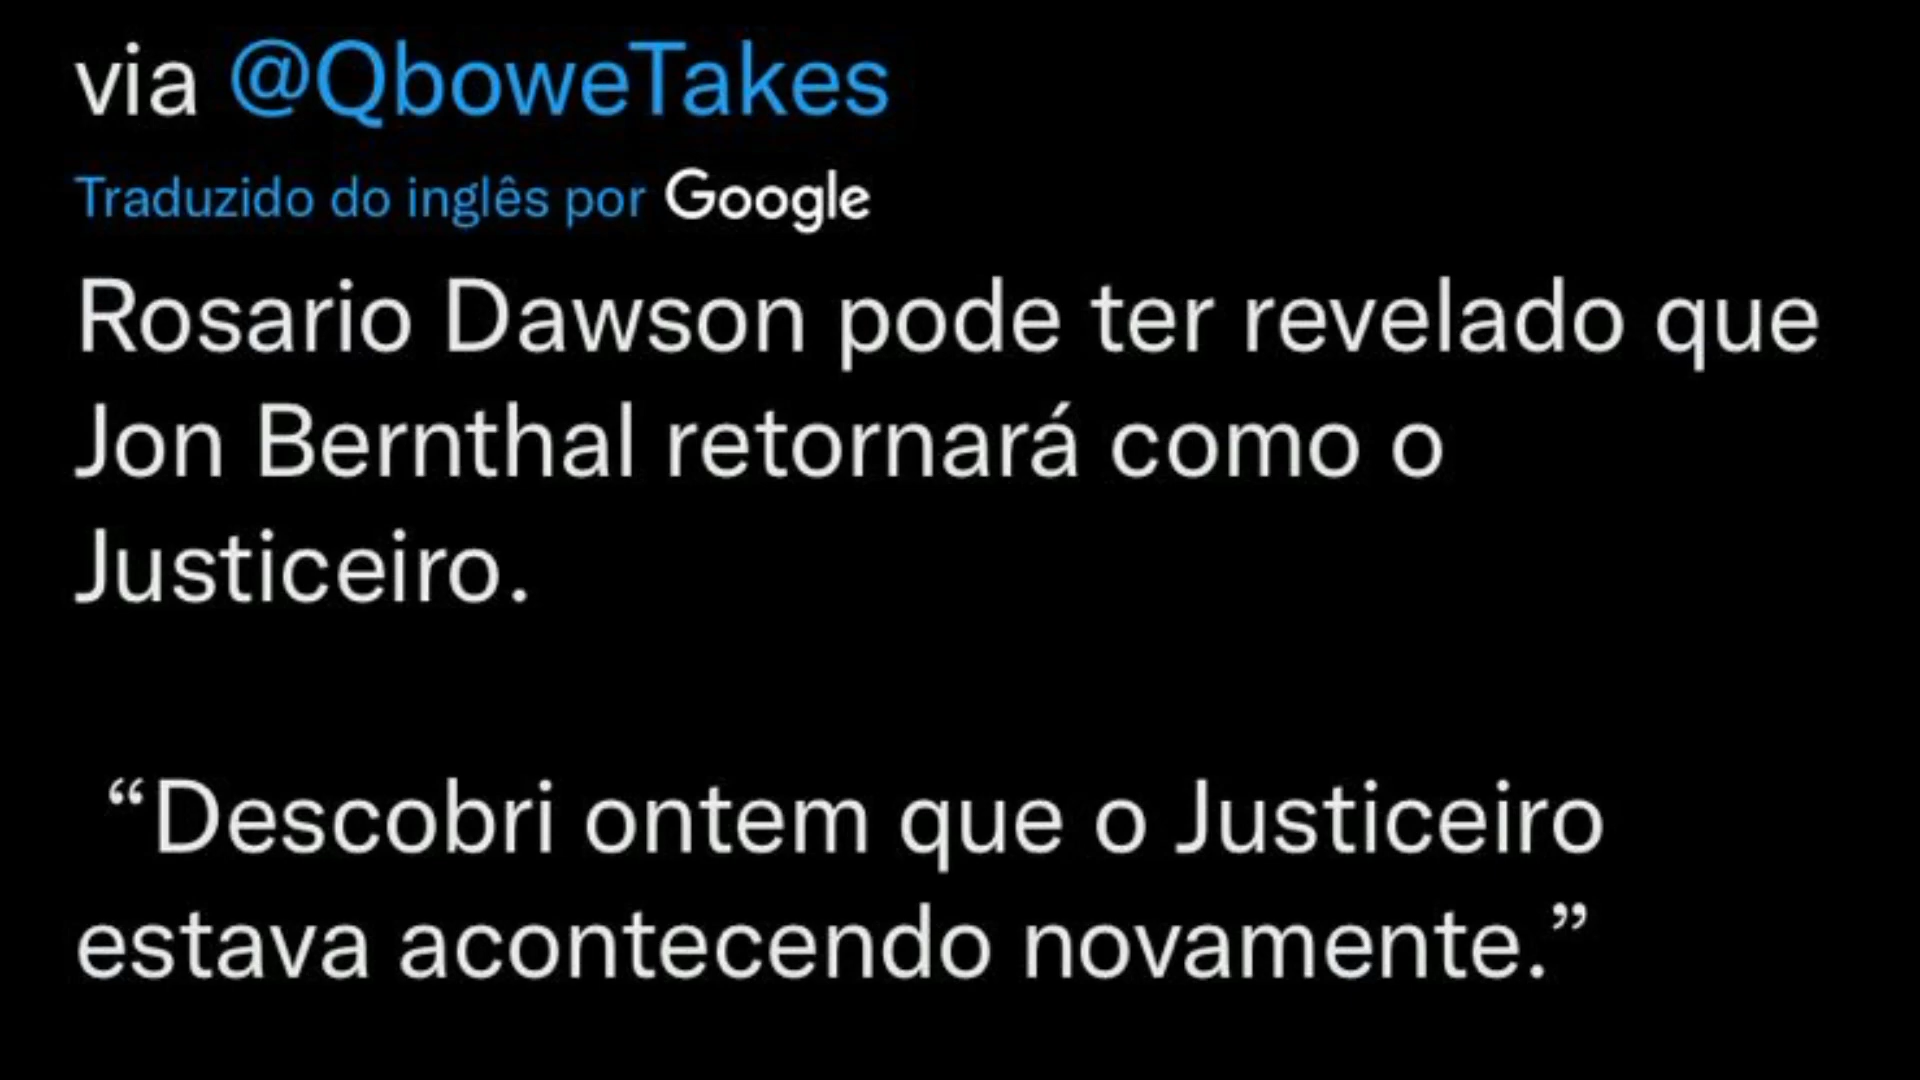 via @QboweTakes
Traduzido do inglês por Google
Rosario Dawson pode ter revelado que
Jon Bernthal retornará como o
Justiceiro.
“Descobri ontem que o Justiceiro
estava acontecendo novamente.”